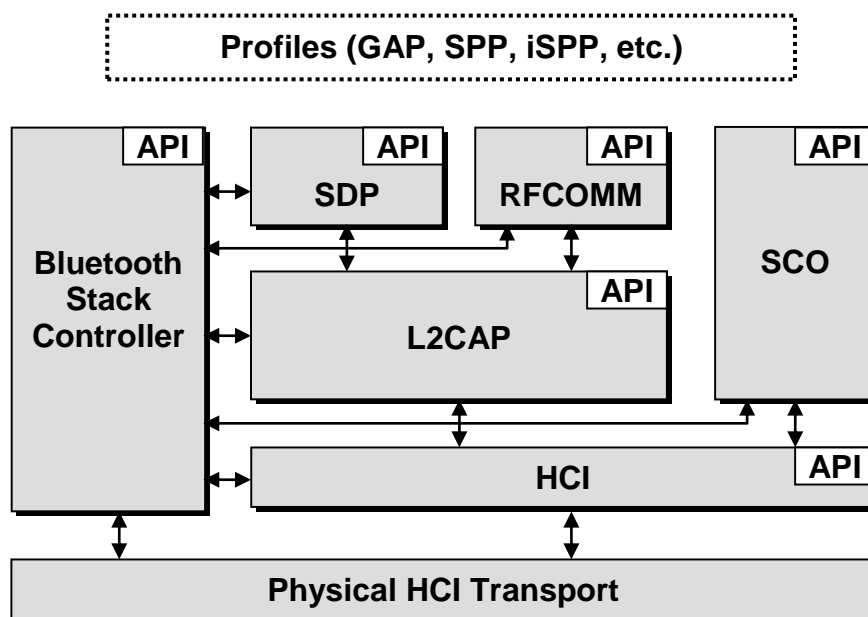 Profiles (GAP, SPP, iSPP, etc.)
API
API
API
API
SDP
RFCOMM
Bluetooth
Stack
Controller
SCO
API
L2CAP
API
HCI
Physical HCI Transport